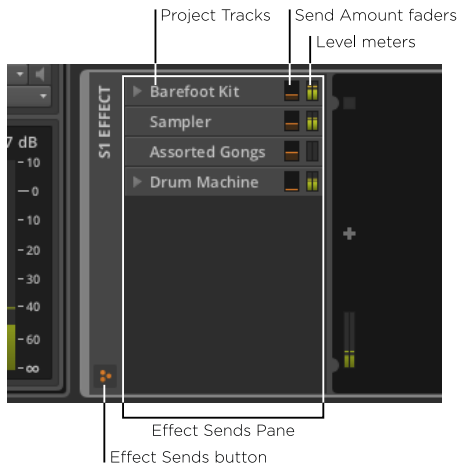 Project Tracks
Send Amount faders
Level meters
S1 EFFECT
Barefoot Kit
Sampler
Assorted Gongs
Drum Machine
7 dB
-10
-0
-10
-20
-30
-40
-60
-∞
Effect Sends Pane
Effect Sends button